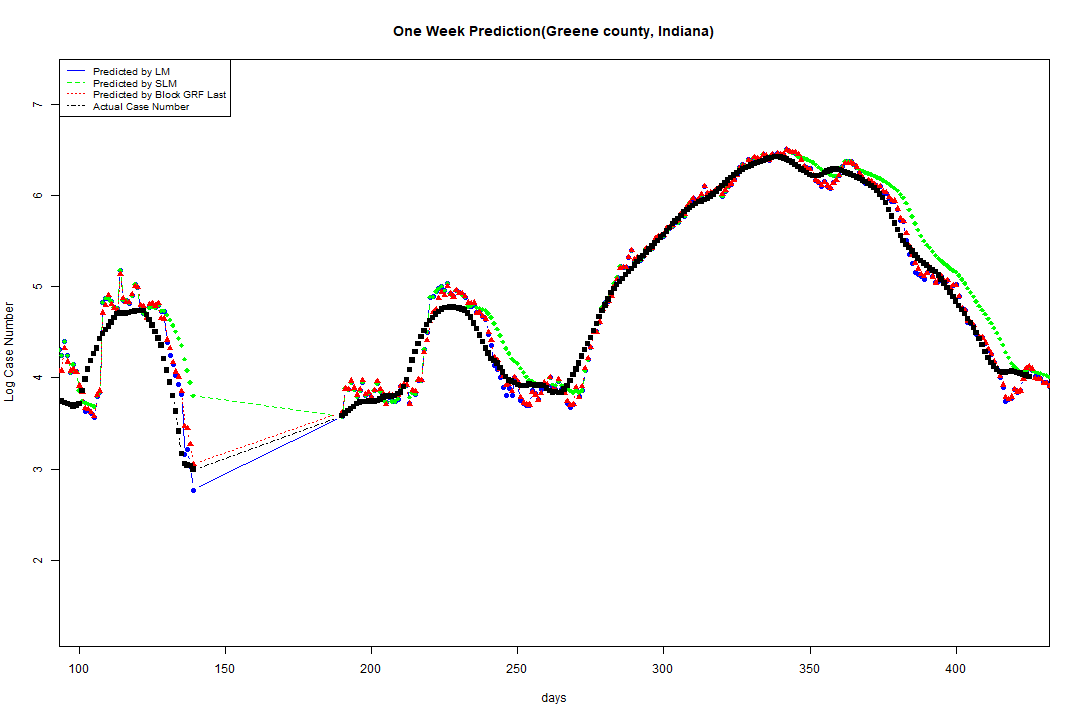 One Week Prediction(Greene county, Indiana)
Predicted by LM
Predicted by SLM
Predicted by Block GRF Last
Actual Case Number
7
6
5
4
3
2
Log Case Number
100 150 200 250 300 350 400
days